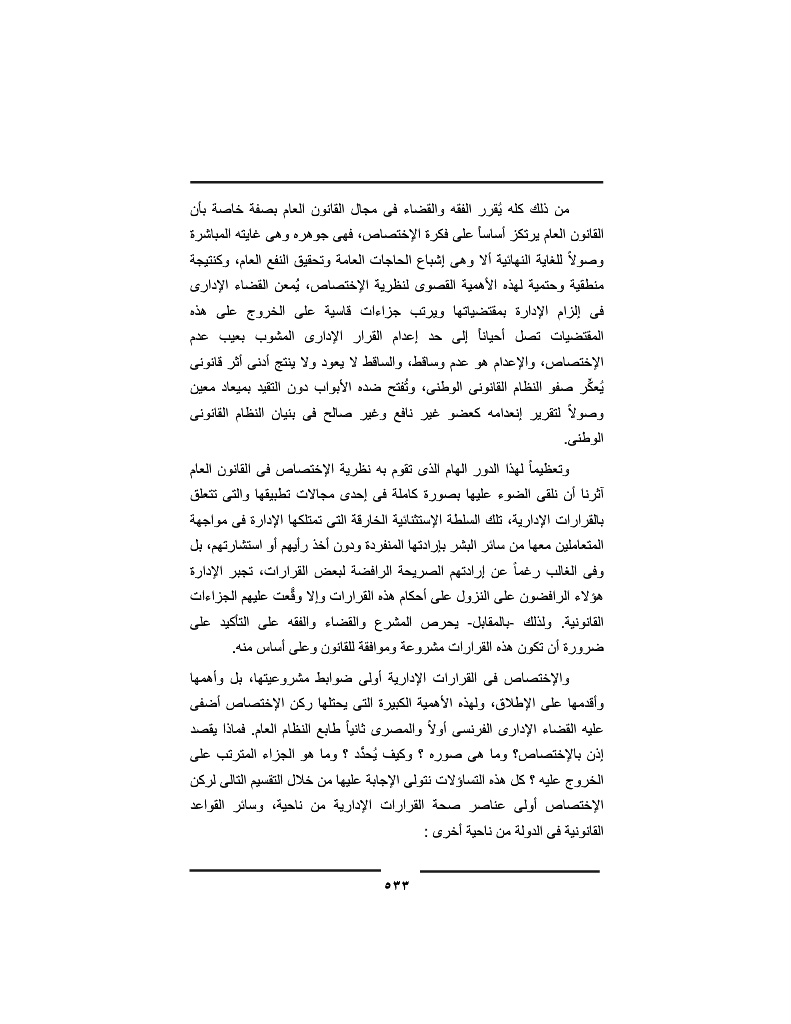 من ذلك كله يُقرر الفقه والقضاء فى مجال القانون العام بصفة خاصة بأن
القانون العام يرتكز أساساً على فكرة الإختصاص، فهى جوهره وهى غايته المباشرة
وصولاً للغاية النهائية ألا وهى إشباع الحاجات العامة وتحقيق النفع العام، وكنتيجة
منطقية وحتمية لهذه الأهمية القصوى لنظرية الإختصاص، يُمعن القضاء الإدارى
فى إلزام الإدارة بمقتضياتها ويرتب جزاءات قاسية على الخروج على هذه
المقتضيات تصل أحياناً إلى حد إعدام القرار الإدارى المشوب بعيب عدم
الإختصاص، والإعدام هو عدم وساقط، والساقط لا يعود ولا ينتج أدنى أثر قانونى
يُعكِّر صفو النظام القانونى الوطنى، وتُفتح ضده الأبواب دون التقيد بميعاد معين
وصولاً لتقرير إنعدامه كعضو غير نافع وغير صالح فى بنيان النظام القانونى
الوطنى.
وتعظيماً لهذا الدور الهام الذى تقوم به نظرية الإختصاص فى القانون العام
آثرنا أن نلقى الضوء عليها بصورة كاملة فى إحدى مجالات تطبيقها والتى تتعلق
بالقرارات الإدارية، تلك السلطة الإستثنائية الخارقة التى تمتلكها الإدارة فى مواجهة
المتعاملين معها من سائر البشر بإرادتها المنفردة ودون أخذ رأيهم أو استشارتهم، بل
وفى الغالب رغماً عن إرادتهم الصريحة الرافضة لبعض القرارات، تجبر الإدارة
هؤلاء الرافضون على النزول على أحكام هذه القرارات وإلا وقَّعت عليهم الجزاءات
القانونية. ولذلك -بالمقابل- يحرص المشرع والقضاء والفقه على التأكيد على
ضرورة أن تكون هذه القرارات مشروعة وموافقة للقانون وعلى أساس منه.
والإختصاص فى القرارات الإدارية أولى ضوابط مشروعيتها، بل وأهمها
وأقدمها على الإطلاق، ولهذه الأهمية الكبيرة التى يحتلها ركن الإختصاص أضفى
عليه القضاء الإدارى الفرنسى أولاً والمصرى ثانياً طابع النظام العام. فماذا يقصد
إذن بالإختصاص؟ وما هى صوره ؟ وكيف يُحدَّد ؟ وما هو الجزاء المترتب على
الخروج عليه ؟ كل هذه التساؤلات نتولى الإجابة عليها من خلال التقسيم التالى لركن
الإختصاص أولى عناصر صحة القرارات الإدارية من ناحية، وسائر القواعد
القانونية فى الدولة من ناحية أخرى :
٥٣٣